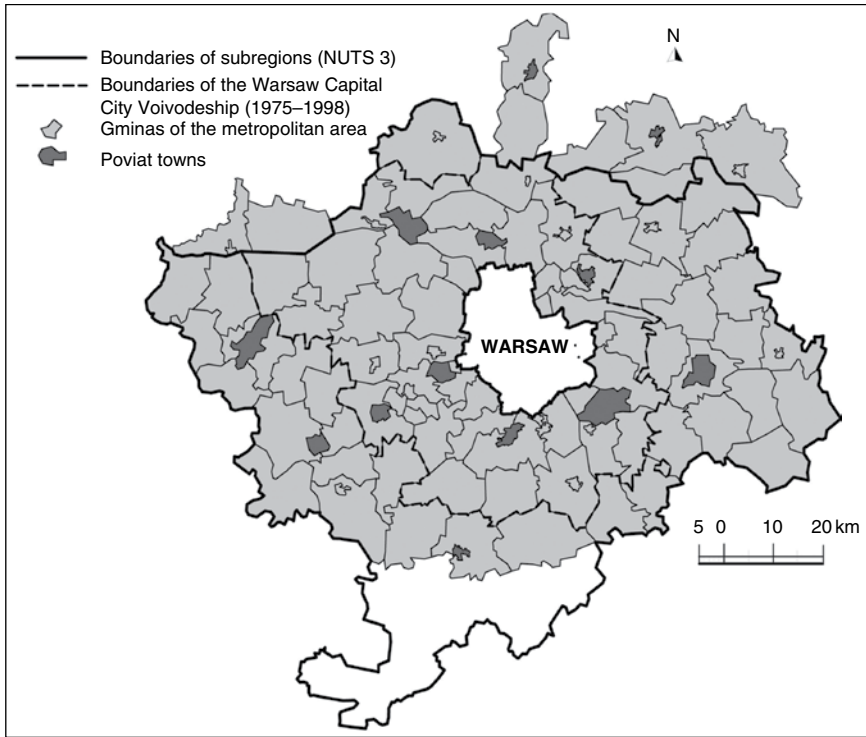 Boundaries of subregions (NUTS 3)
Boundaries of the Warsaw Capital
City Voivodeship (1975–1998)
Gminas of the metropolitan area
Poviat towns
N
WARSAW
5 0 10 20 km